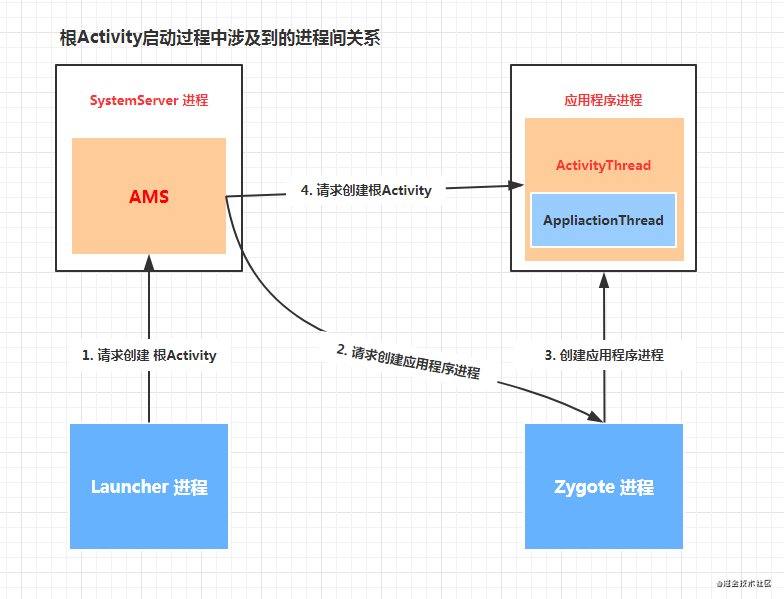 根Activity启动过程中涉及到的进程间关系
SystemServer 进程
AMS
应用程序进程
ActivityThread
AppliactionThread
4. 请求创建根Activity
1. 请求创建 根Activity
2. 请求创建应用程序进程
3. 创建应用程序进程
Launcher 进程
Zygote 进程
@掘金技术社区